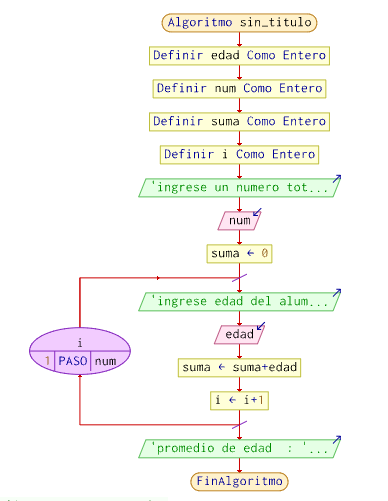 Algoritmo sin_titulo
Definir edad Como Entero
Definir num Como Entero
Definir suma Como Entero
Definir i Como Entero
'ingrese un numero tot...
num
suma ← 0
'ingrese edad del alum...
edad
i
1 PASO num
suma ← suma+edad
i ← i+1
'promedio de edad : '...
FinAlgoritmo